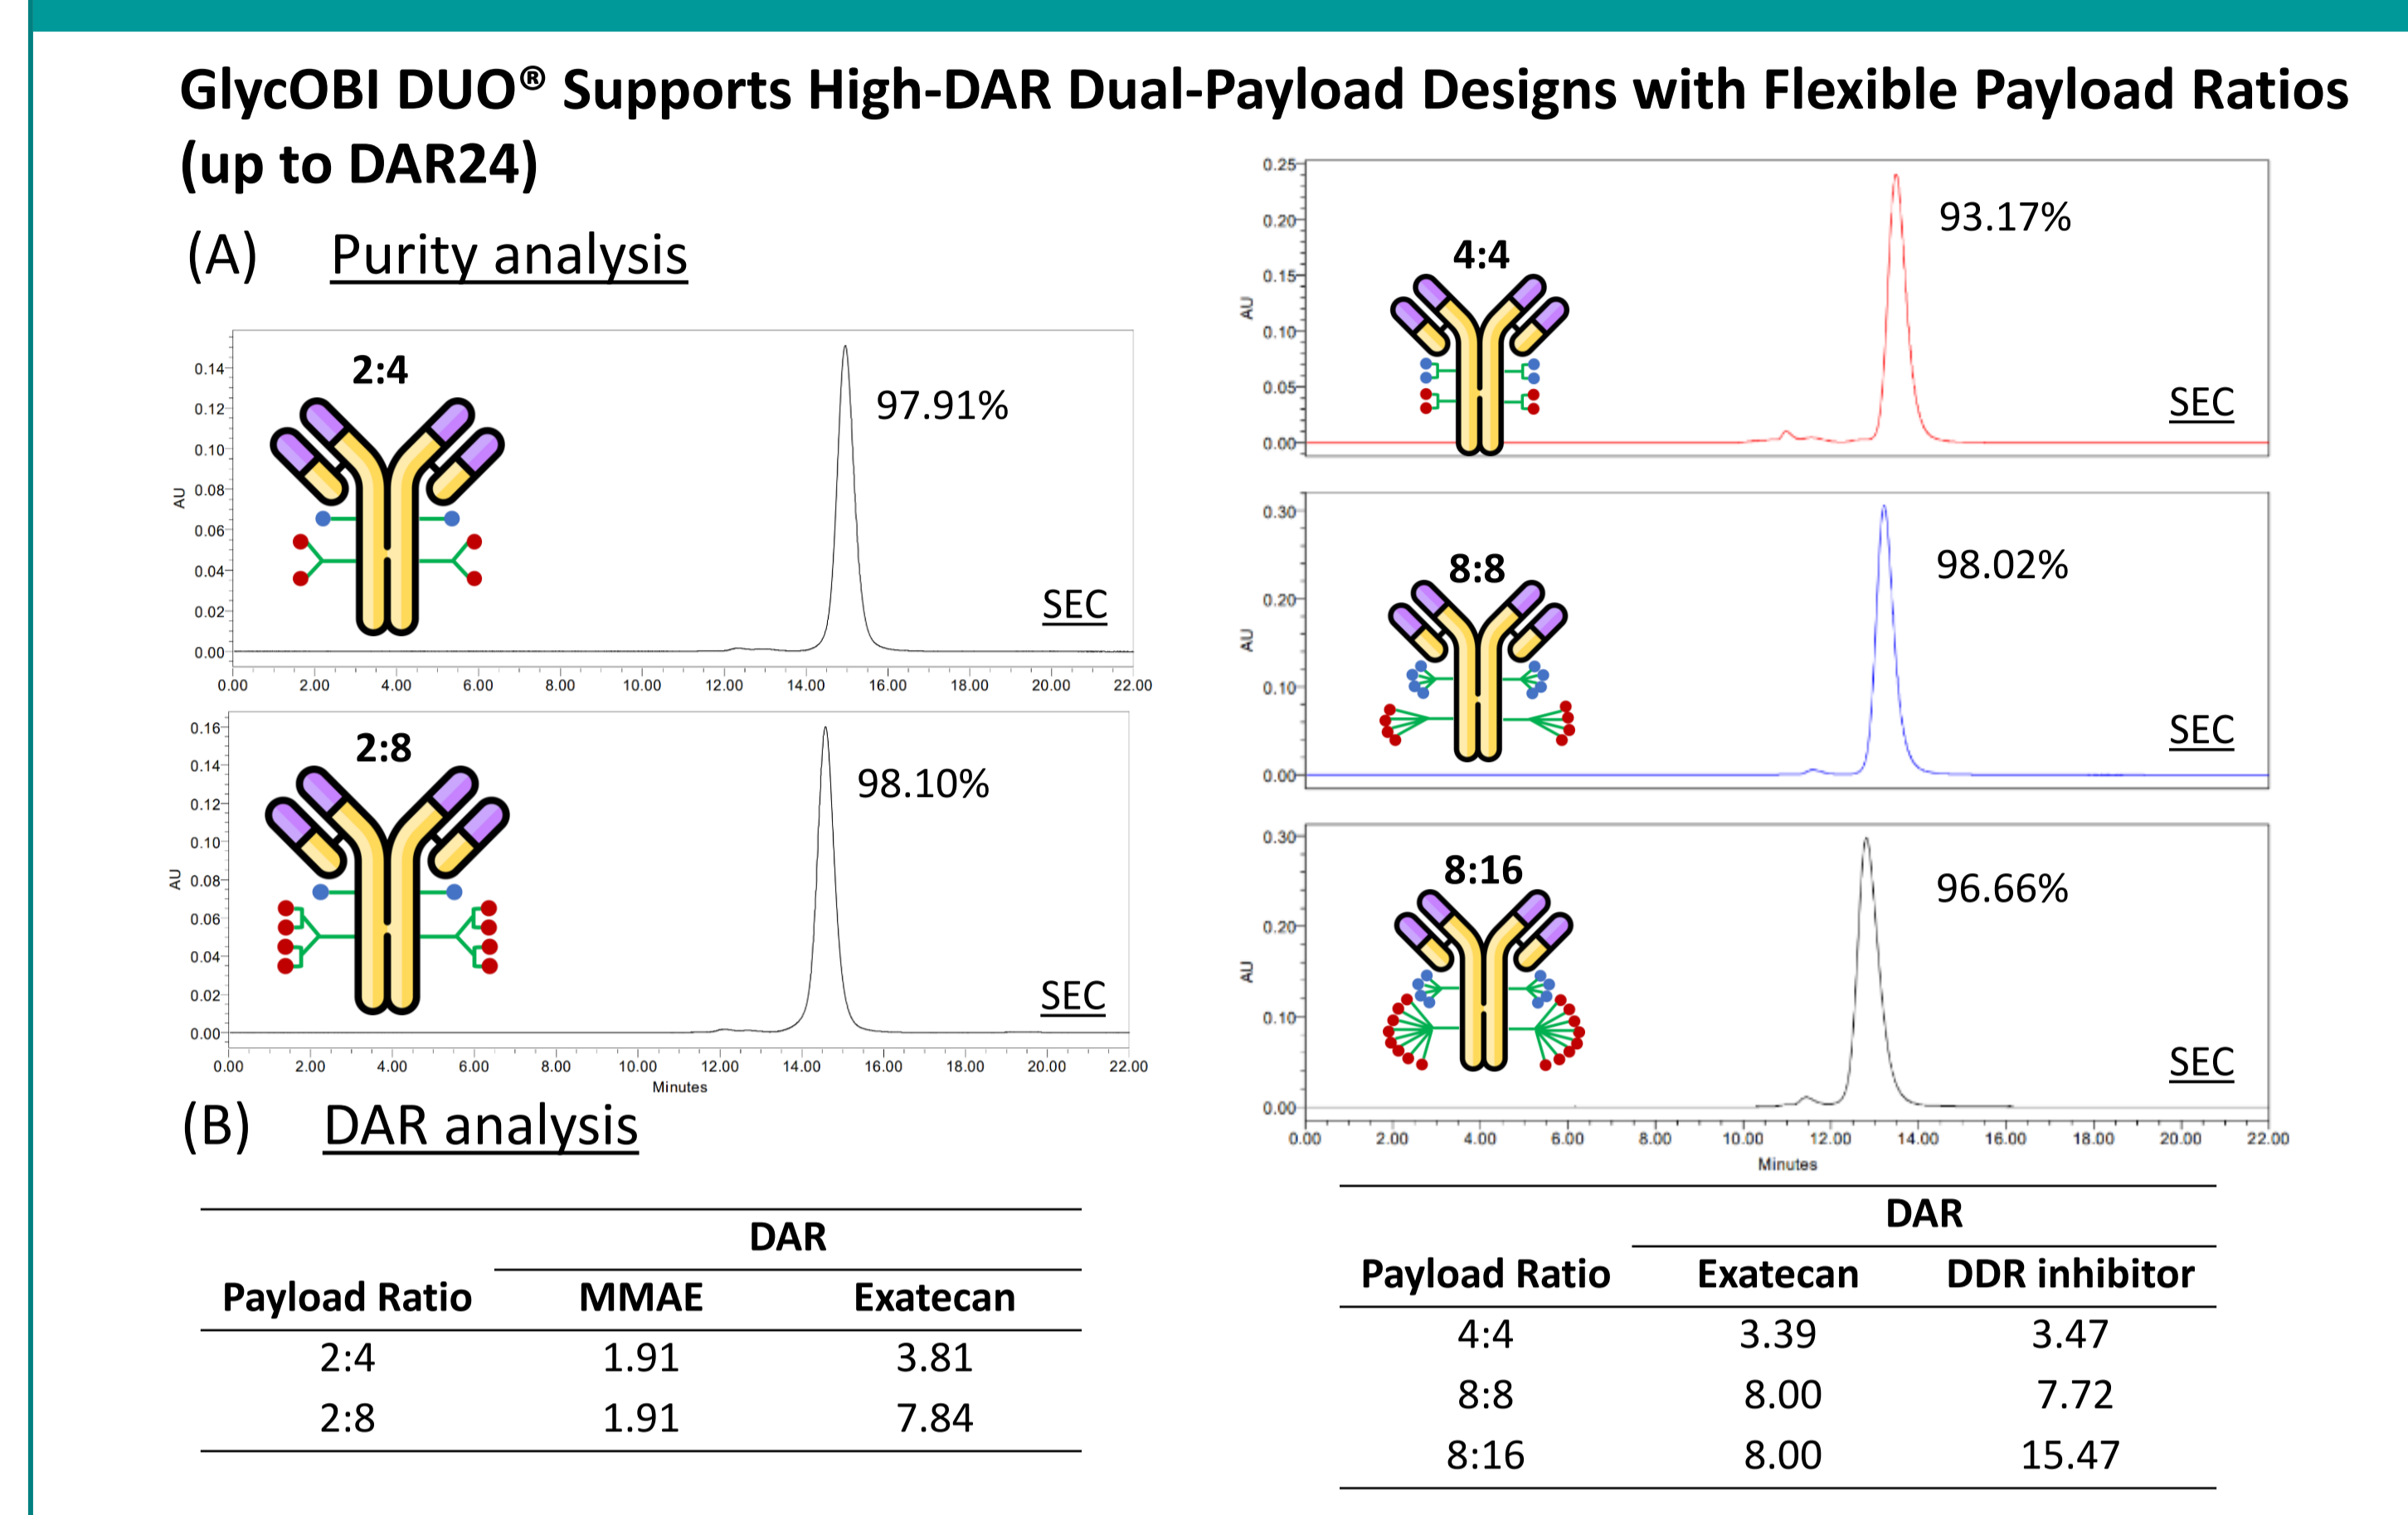 GlycOBI DUO® Supports High-DAR Dual-Payload Designs with Flexible Payload Ratios
(up to DAR24)
(A) Purity analysis
2:4
97.91%
SEC
AU
0.14
0.12
0.10
0.08
0.06
0.04
0.02
0.00
0.00 2.00 4.00 6.00 8.00 10.00 12.00 14.00 16.00 18.00 20.00 22.00
2:8
98.10%
SEC
AU
0.16
0.14
0.12
0.10
0.08
0.06
0.04
0.02
0.00
0.00 2.00 4.00 6.00 8.00 10.00 12.00 14.00 16.00 18.00 20.00 22.00
Minutes
4:4
93.17%
SEC
AU
0.25
0.20
0.15
0.10
0.05
0.00
8:8
98.02%
SEC
AU
0.30
0.20
0.10
0.00
8:16
96.66%
SEC
AU
0.30
0.20
0.10
0.00
0.00 2.00 4.00 6.00 8.00 10.00 12.00 14.00 16.00 18.00 20.00 22.00
Minutes
(B) DAR analysis
DAR
Payload Ratio MMAE Exatecan
2:4 1.91 3.81
2:8 1.91 7.84
DAR
Payload Ratio Exatecan DDR inhibitor
4:4 3.39 3.47
8:8 8.00 7.72
8:16 8.00 15.47